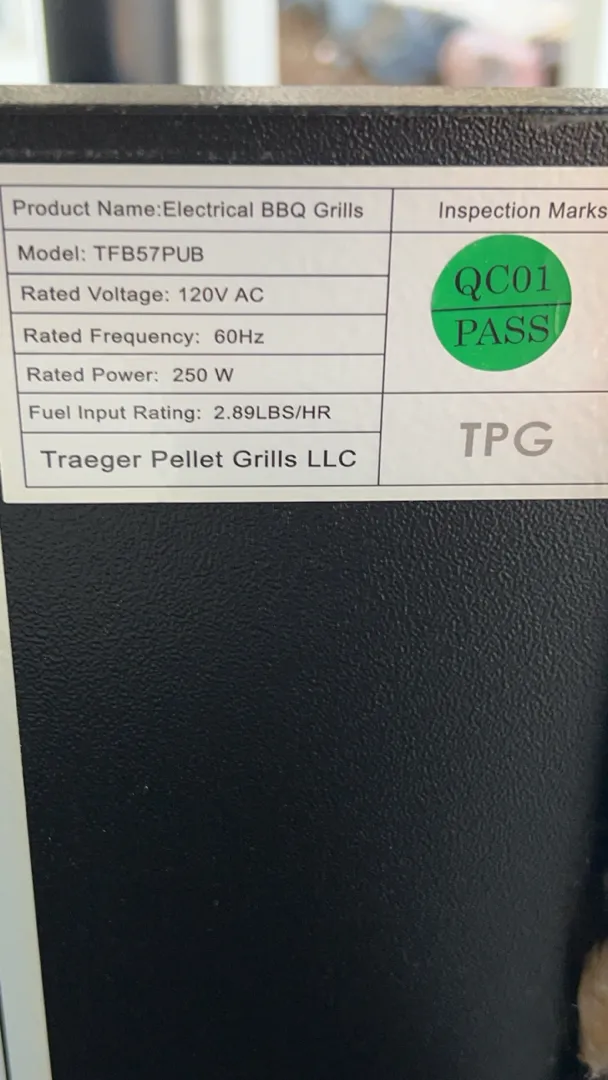 Product Name:Electrical BBQ Grills
Inspection Marks
Model: TFB57PUB
QC01
PASS
Rated Voltage: 120V AC
Rated Frequency: 60Hz
Rated Power: 250 W
Fuel Input Rating: 2.89LBS/HR
TPG
Traeger Pellet Grills LLC